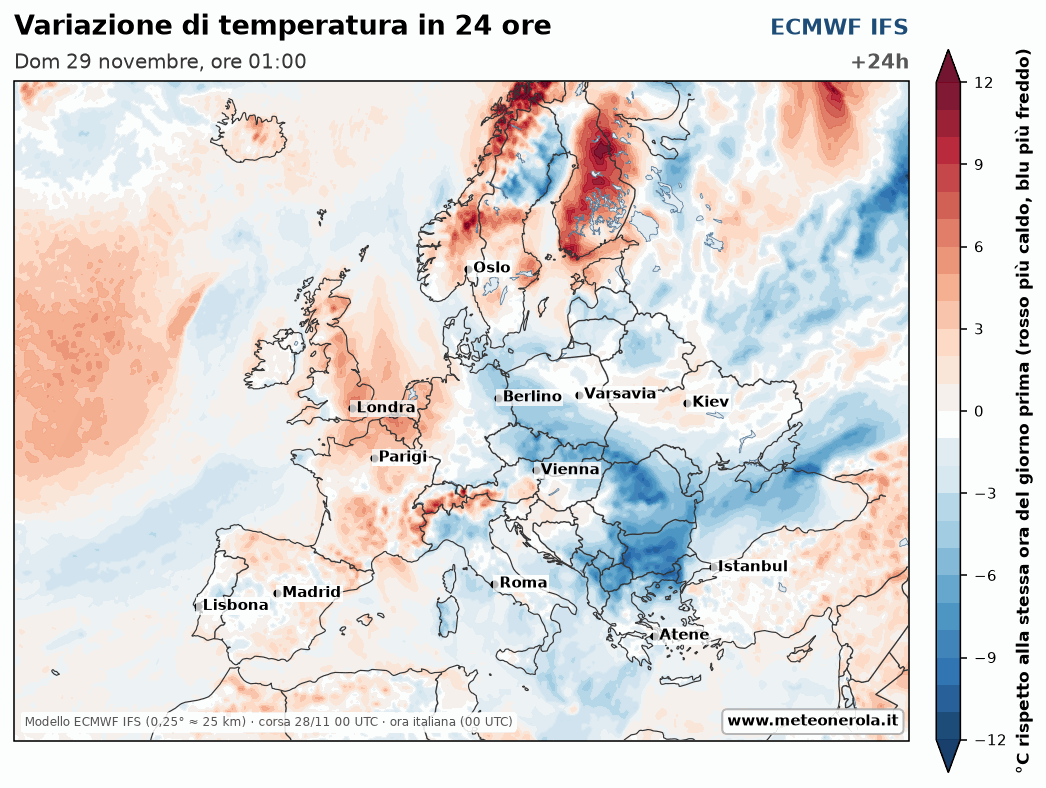 Variazione di temperatura in 24 ore
ECMWF IFS
Dom 29 novembre, ore 01:00
+24h
Oslo
Londra
Berlino
Varsavia
Kiev
Parigi
Vienna
Istanbul
Roma
Madrid
Lisbona
Atene
Modello ECMWF IFS (0,25° ≈ 25 km) · corsa 28/11 00 UTC · ora italiana (00 UTC)
www.meteonerola.it
12
9
6
3
0
−3
−6
−9
−12
°C rispetto alla stessa ora del giorno prima (rosso più caldo, blu più freddo)